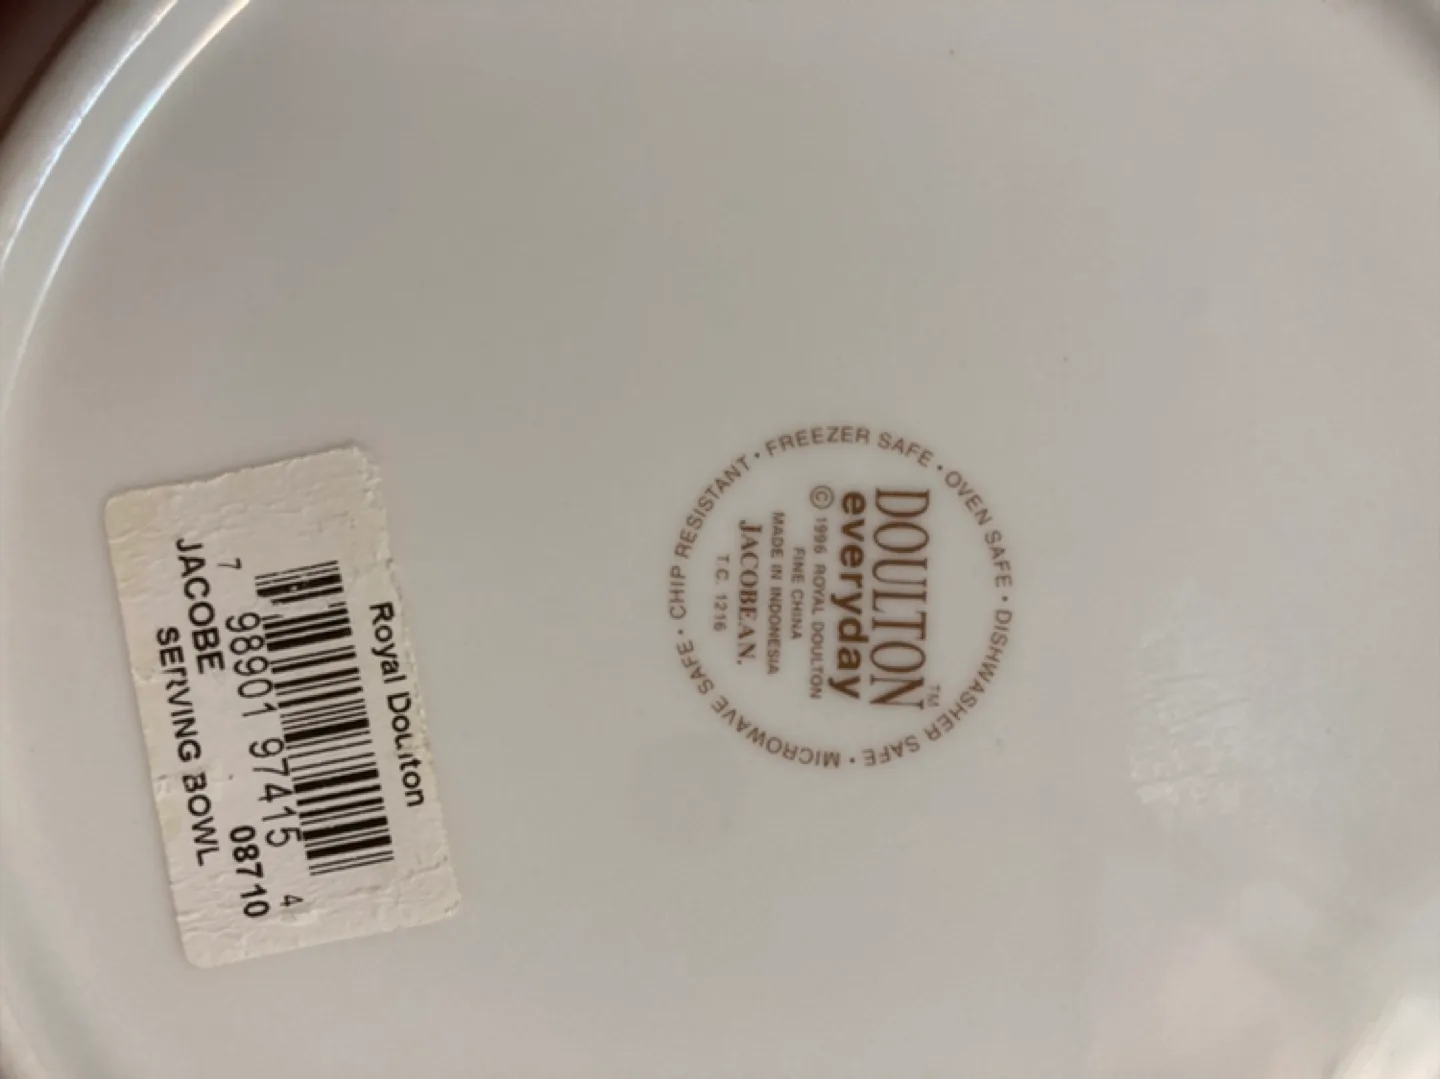 Royal Doulton
7 98901 97415 4
08710
JACOBE
SERVING BOWL
• FREEZER SAFE • OVEN SAFE • DISHWASHER SAFE • MICROWAVE SAFE • CHIP RESISTANT
DOULTON™
everyday
© 1996 ROYAL DOULTON
FINE CHINA
MADE IN INDONESIA
JACOBEAN.
T.C. 1216